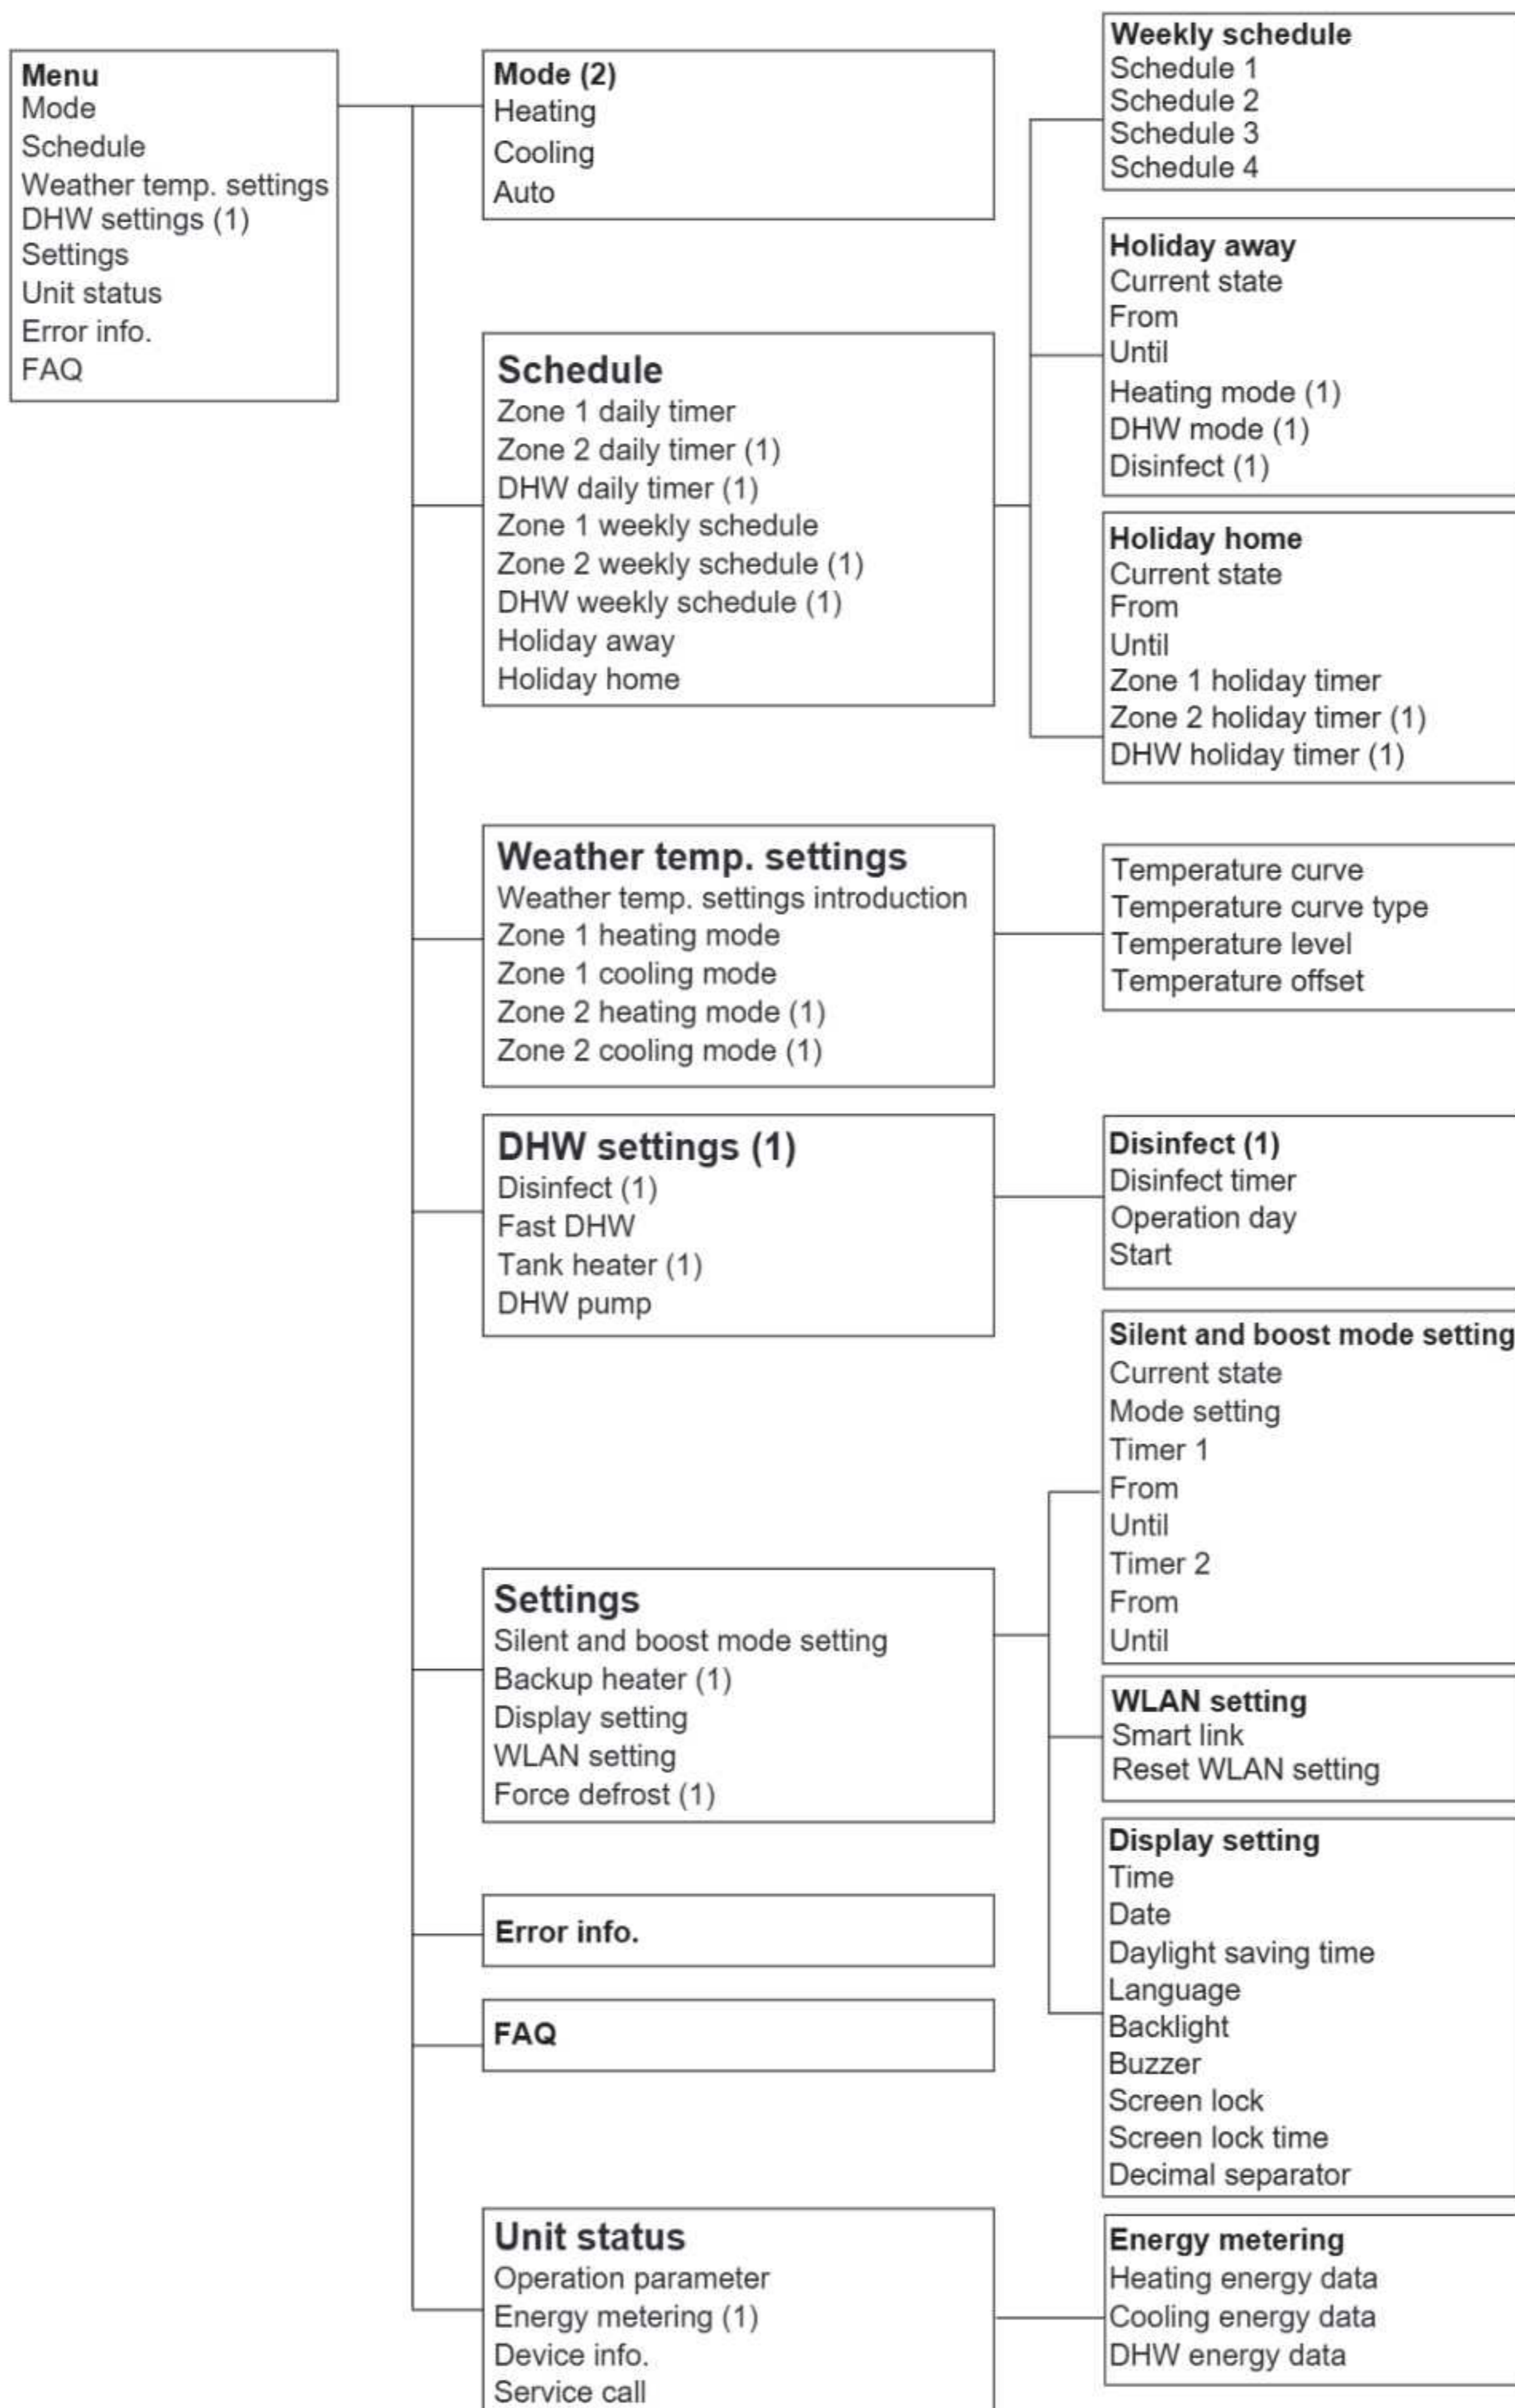 Menu
Mode
Schedule
Weather temp. settings
DHW settings (1)
Settings
Unit status
Error info.
FAQ
Mode (2)
Heating
Cooling
Auto
Schedule
Zone 1 daily timer
Zone 2 daily timer (1)
DHW daily timer (1)
Zone 1 weekly schedule
Zone 2 weekly schedule (1)
DHW weekly schedule (1)
Holiday away
Holiday home
Weekly schedule
Schedule 1
Schedule 2
Schedule 3
Schedule 4
Holiday away
Current state
From
Until
Heating mode (1)
DHW mode (1)
Disinfect (1)
Holiday home
Current state
From
Until
Zone 1 holiday timer
Zone 2 holiday timer (1)
DHW holiday timer (1)
Weather temp. settings
Weather temp. settings introduction
Zone 1 heating mode
Zone 1 cooling mode
Zone 2 heating mode (1)
Zone 2 cooling mode (1)
Temperature curve
Temperature curve type
Temperature level
Temperature offset
DHW settings (1)
Disinfect (1)
Fast DHW
Tank heater (1)
DHW pump
Disinfect (1)
Disinfect timer
Operation day
Start
Settings
Silent and boost mode setting
Backup heater (1)
Display setting
WLAN setting
Force defrost (1)
Silent and boost mode setting
Current state
Mode setting
Timer 1
From
Until
Timer 2
From
Until
WLAN setting
Smart link
Reset WLAN setting
Display setting
Time
Date
Daylight saving time
Language
Backlight
Buzzer
Screen lock
Screen lock time
Decimal separator
Error info.
FAQ
Unit status
Operation parameter
Energy metering (1)
Device info.
Service call
Energy metering
Heating energy data
Cooling energy data
DHW energy data